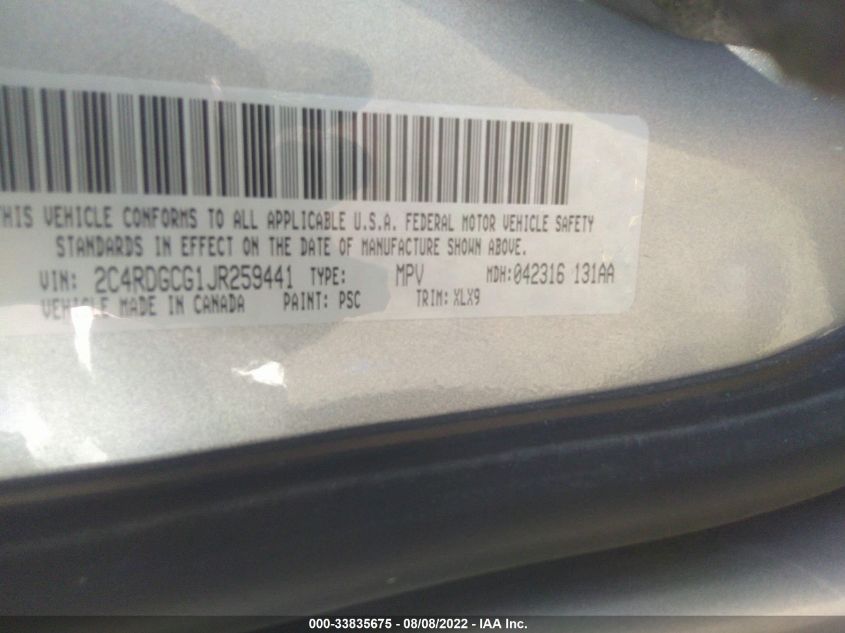 THIS VEHICLE CONFORMS TO ALL APPLICABLE U.S.A. FEDERAL MOTOR VEHICLE SAFETY
STANDARDS IN EFFECT ON THE DATE OF MANUFACTURE SHOWN ABOVE.
VIN: 2C4RDGCG1JR259441 TYPE: MPV MDH:042316 131AA
VEHICLE MADE IN CANADA PAINT: PSC TRIM: XLX9
000-33835675 - 08/08/2022 - IAA Inc.